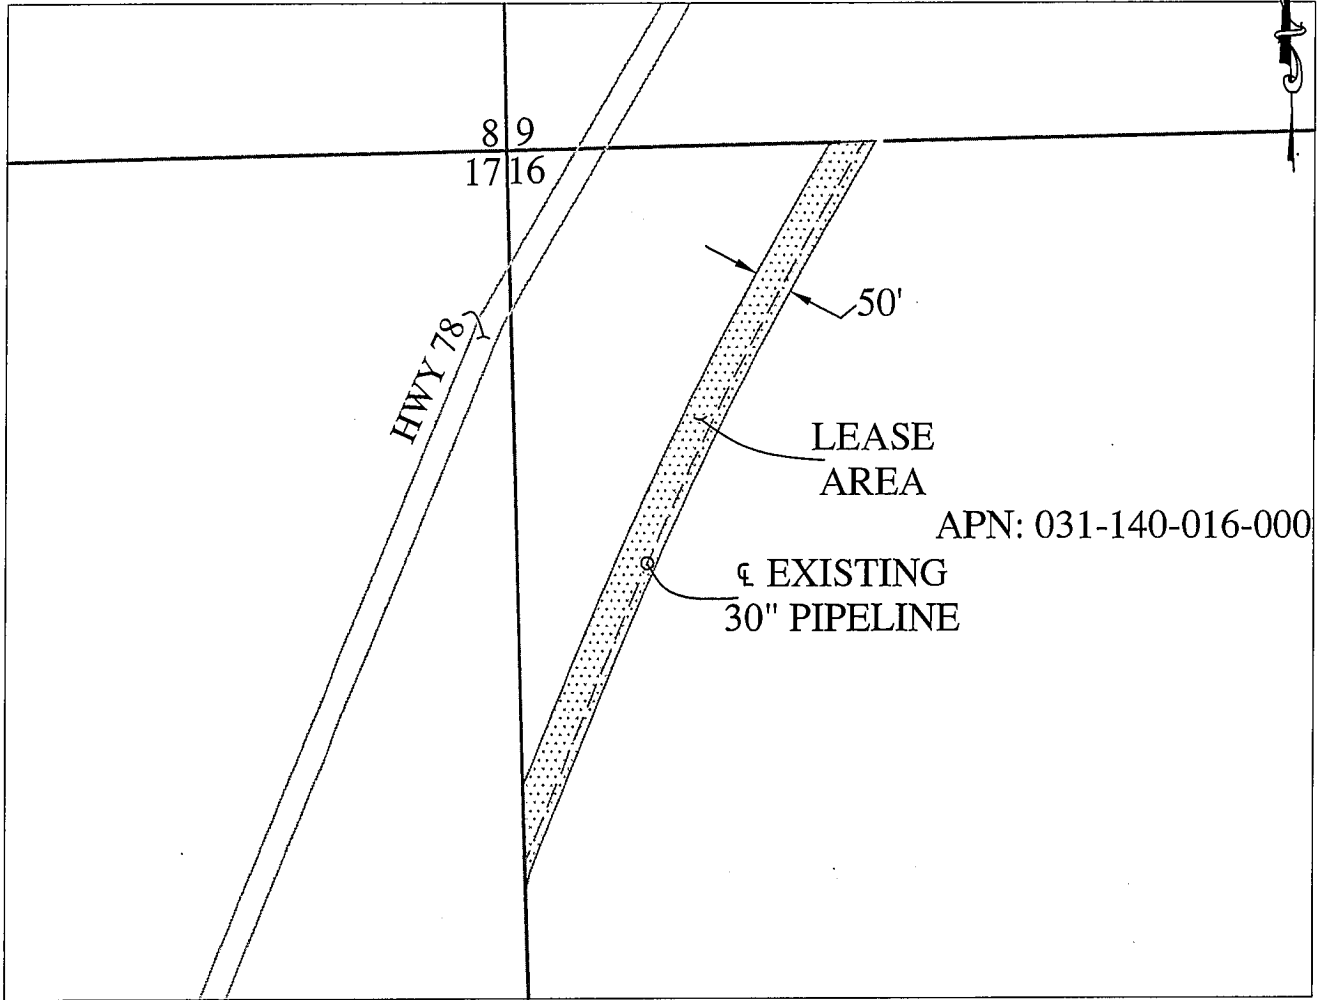 8 9
17 16
HWY 78
50'
LEASE
AREA
APN: 031-140-016-000
℄ EXISTING
30" PIPELINE